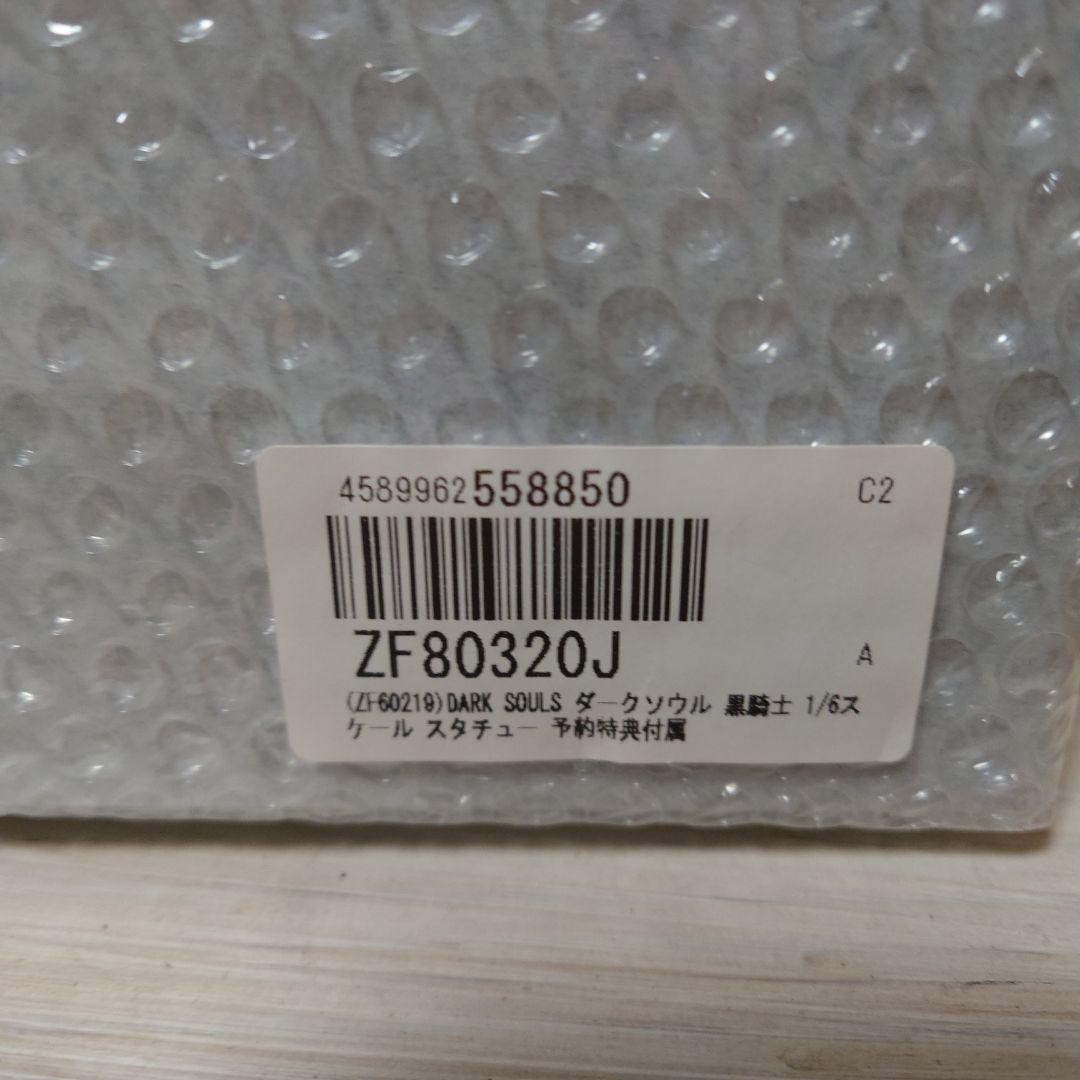 4589962558850 C2
ZF80320J A
(ZF60219)DARK SOULS ダークソウル 黒騎士 1/6ス
ケール スタチュー 予約特典付属